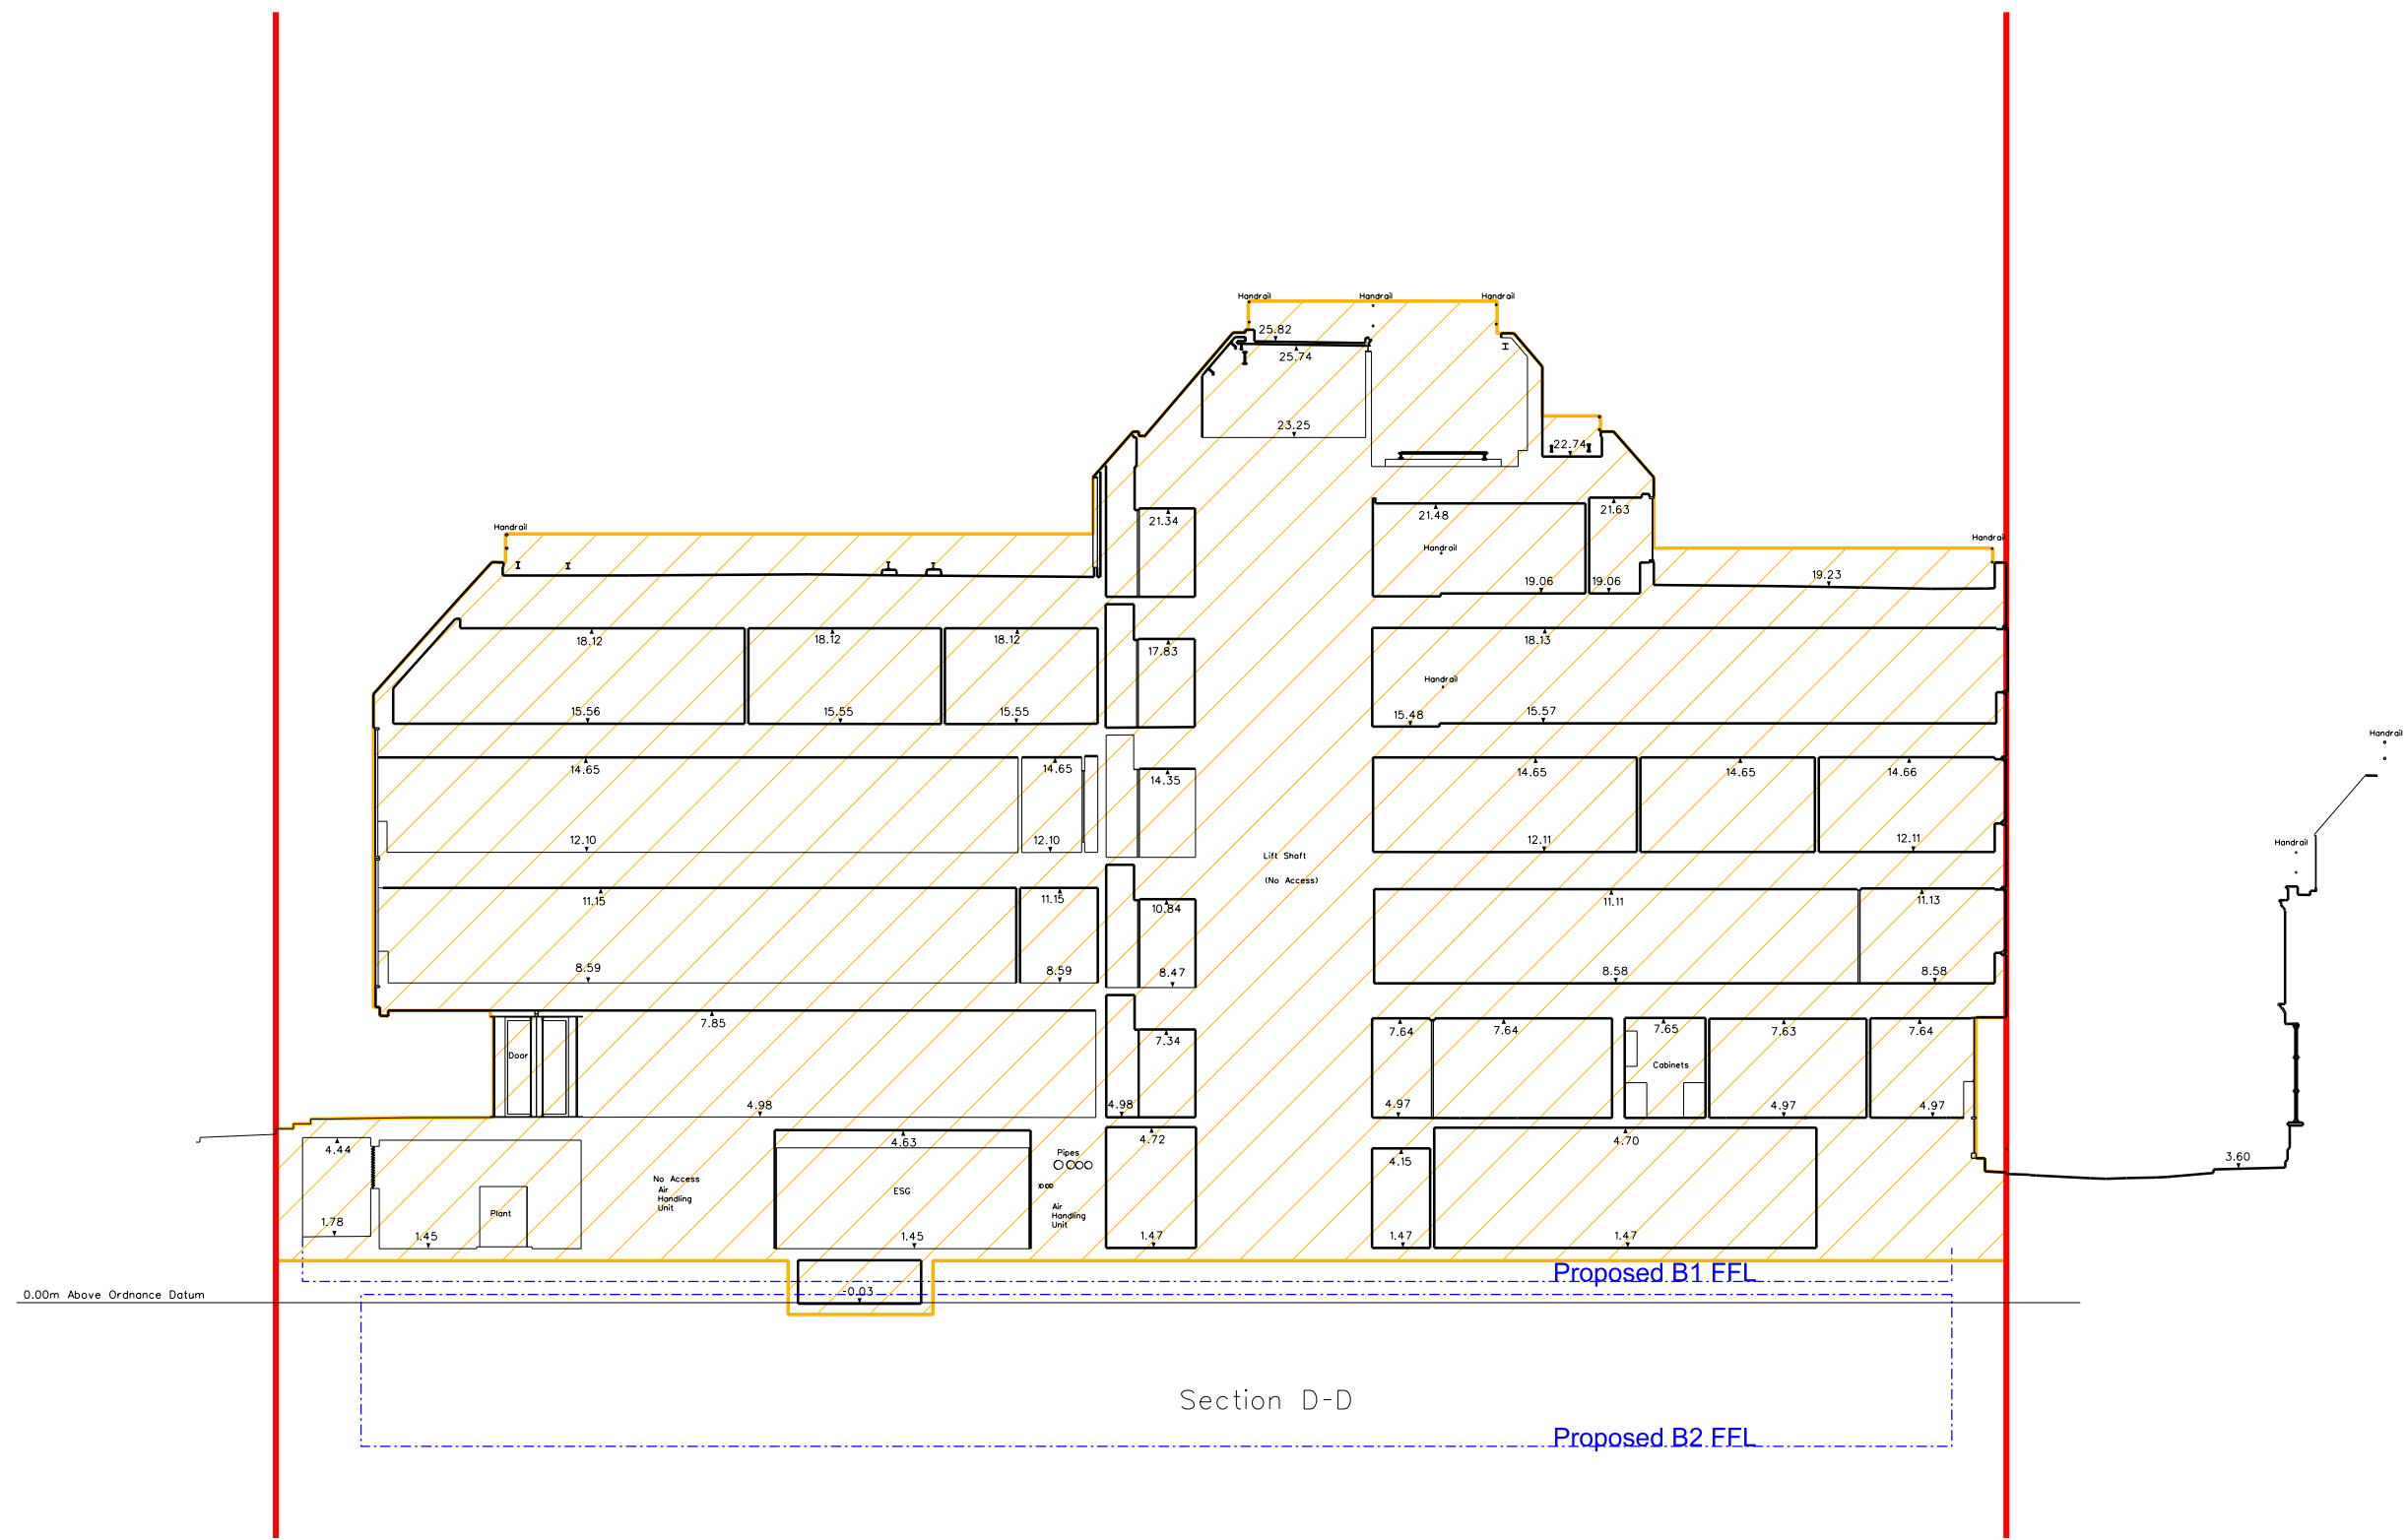 Handrail Handrail Handrail
25.82
25.74
23.25
22.74
21.34
21.48
21.63
Handrail
Handrail
Handrail
19.06
19.06
19.23
18.12
18.12
18.12
17.83
18.13
Handrail
15.56
15.55
15.55
15.48
15.57
Handrail
14.65
14.65
14.35
14.65
14.65
14.66
12.10
12.10
12.11
12.11
Handrail
Lift Shaft
(No Access)
11.15
11.15
10.84
11.11
11.13
8.59
8.59
8.47
8.58
8.58
7.85
7.34
7.64
7.64
7.65
7.63
7.64
Door
Cabinets
4.98
4.98
4.97
4.97
4.97
4.44
4.63
4.72
4.15
4.70
3.60
Pipes
No Access
Air
Handling
Unit
ESG
Plant
Air
Handling
Unit
1.78
1.45
1.45
1.47
1.47
1.47
Proposed B1 FFL
0.00m Above Ordnance Datum
-0.03
Section D-D
Proposed B2 FFL